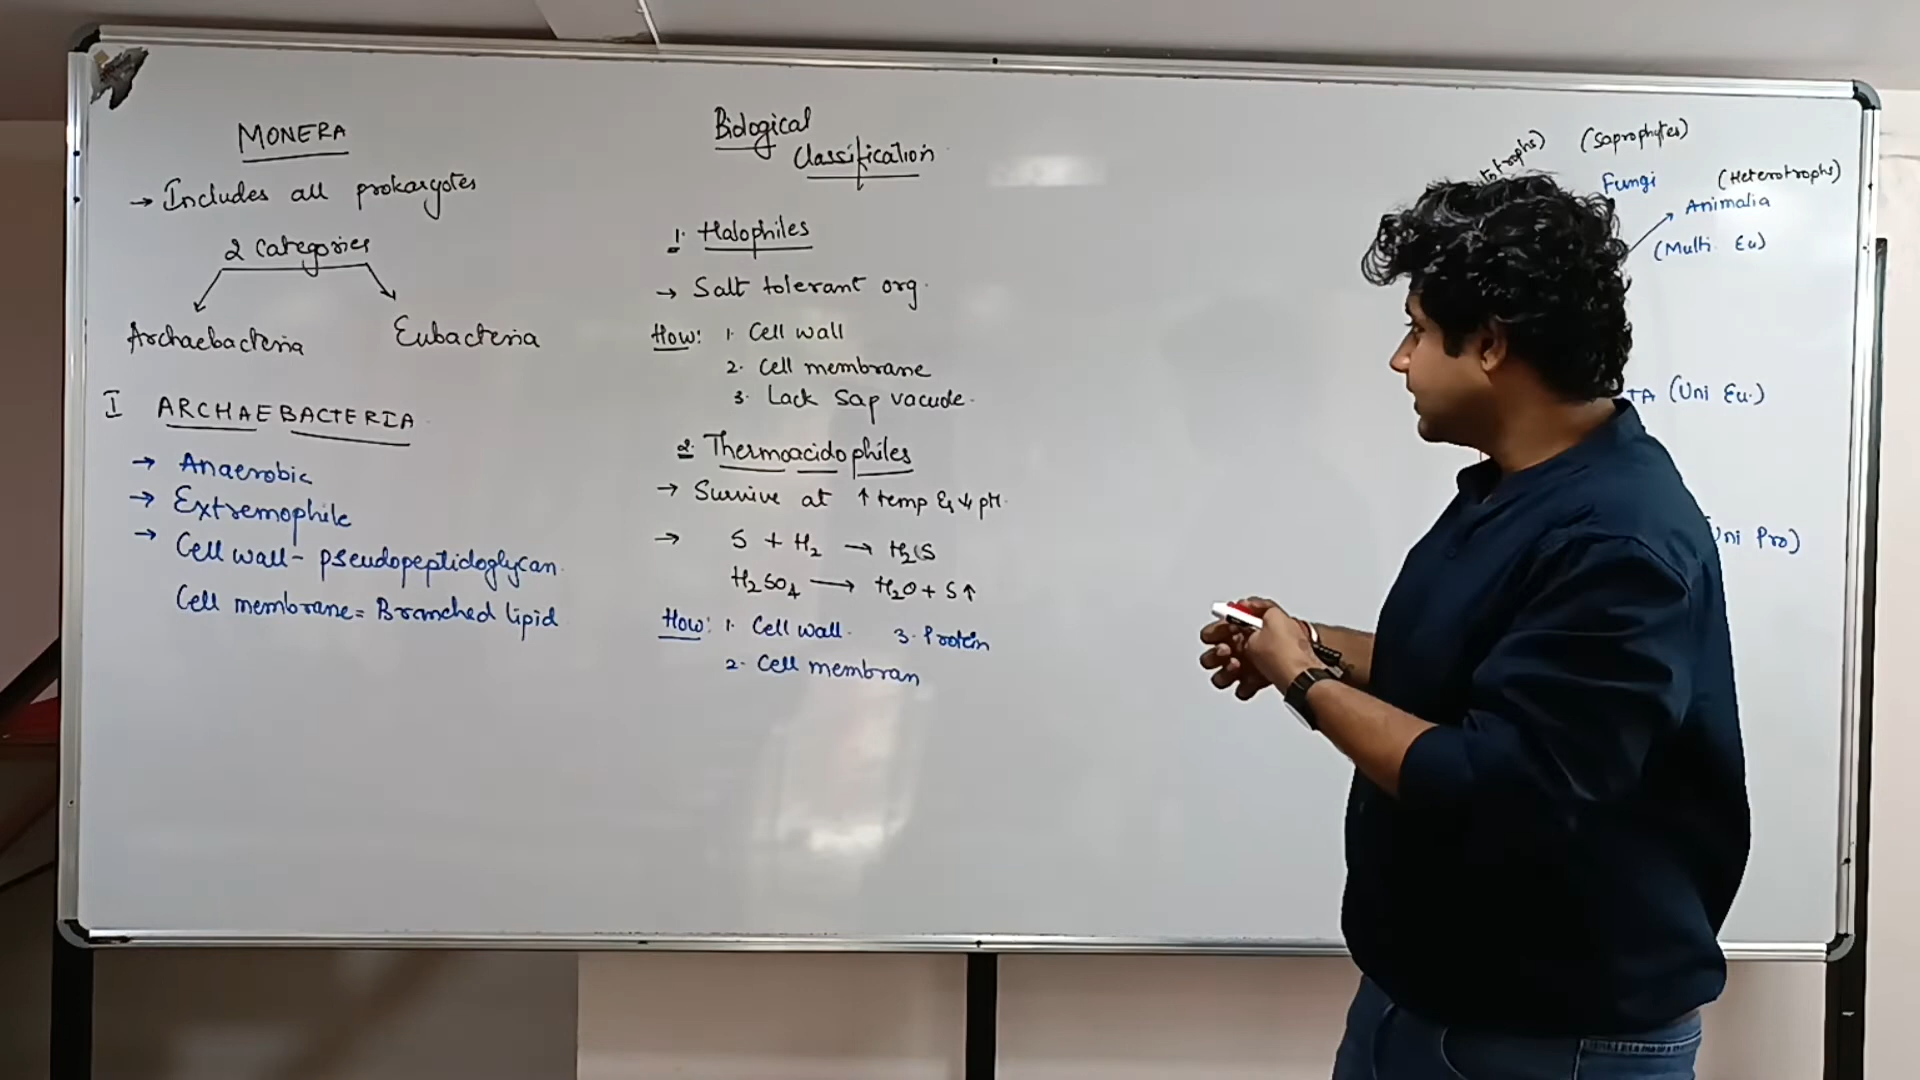 MONERA
→ Includes all prokaryotes
2 Categories
Archaebacteria
Eubacteria
I ARCHAEBACTERIA
→ Anaerobic
→ Extremophile
→ Cell wall - pseudopeptidoglycan.
Cell membrane = Branched lipid
Biological
Classification
1. Halophiles
→ Salt tolerant org.
How: 1. Cell wall
2. Cell membrane
3. Lack Sap vacuole.
2. Thermoacidophiles
→ Survive at ↑ temp & ↓ pH.
→ S + H₂ → H₂S
H₂SO₄ → H₂O + S↑
How: 1. Cell wall. 3. Protein
2. Cell membran
(Saprophytes)
Fungi
(Heterotrophs)
Animalia
(Multi. Eu)
TA (Uni Eu.)
Uni Pro)